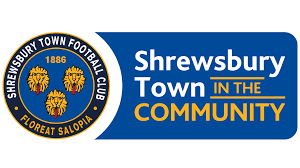 SHREWSBURY TOWN FOOTBALL CLUB
1886
• FLOREAT SALOPIA •
Shrewsbury
Town IN THE
COMMUNITY